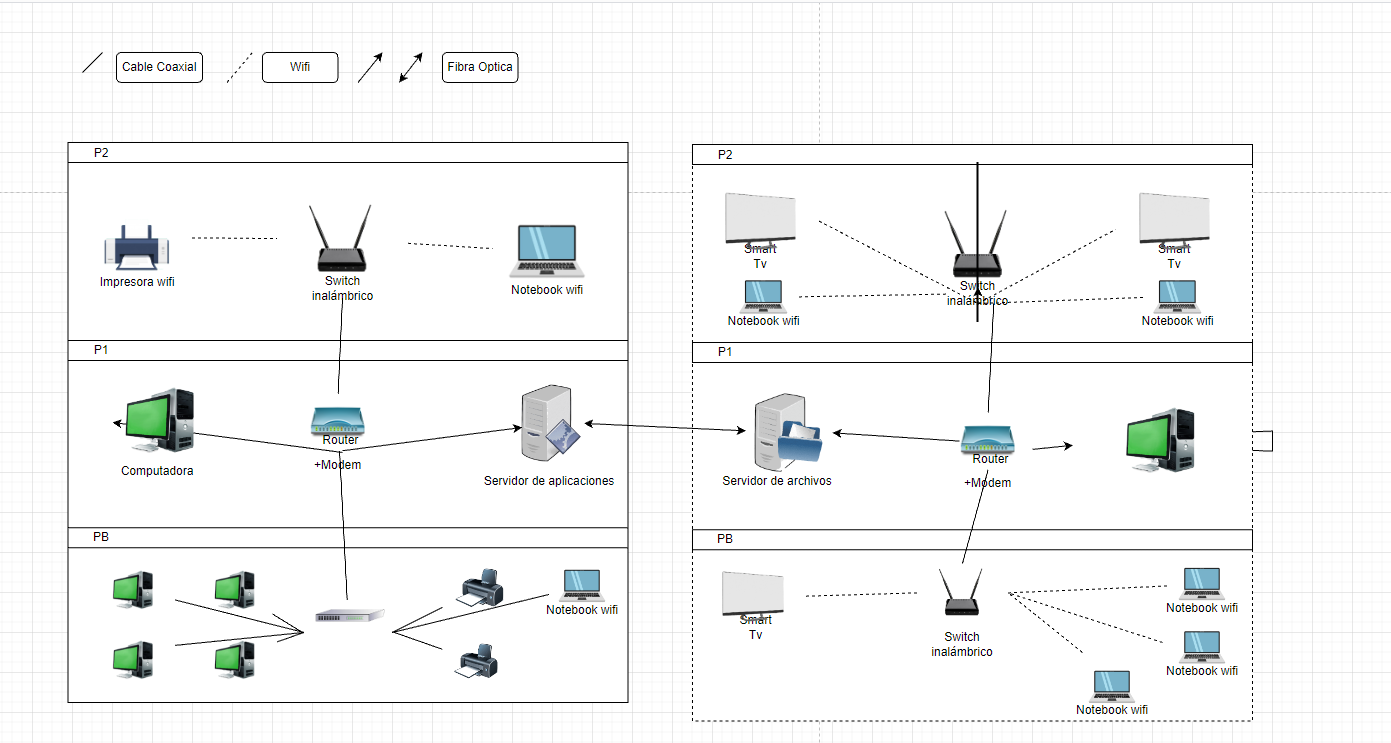 Cable Coaxial
Wifi
Fibra Optica
P2
Impresora wifi
Switch
inalámbrico
Notebook wifi
P1
Computadora
Router
+Modem
Servidor de aplicaciones
PB
Notebook wifi
P2
Smart
Tv
Notebook wifi
Switch
inalámbrico
Smart
Tv
Notebook wifi
P1
Servidor de archivos
Router
+Modem
PB
Smart
Tv
Switch
inalámbrico
Notebook wifi
Notebook wifi
Notebook wifi